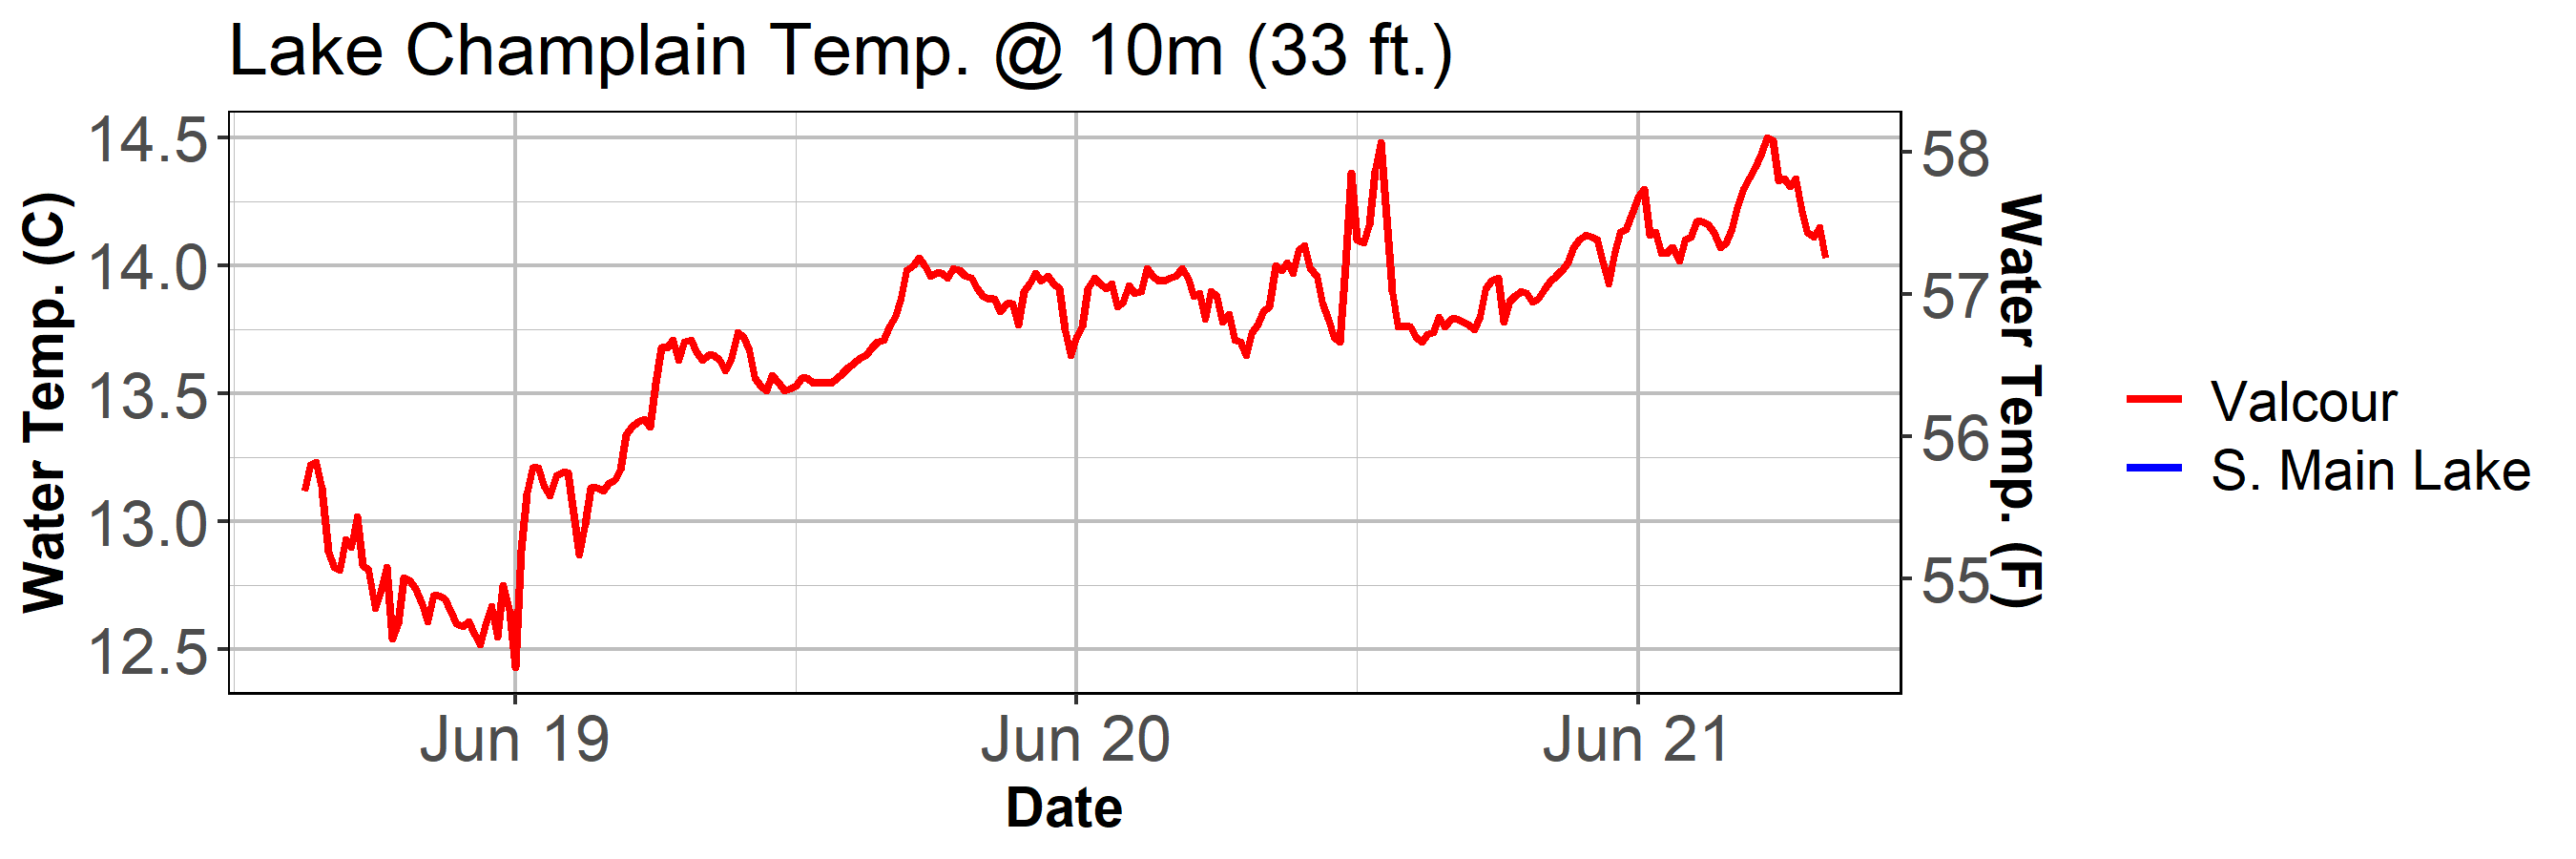 Lake Champlain Temp. @ 10m (33 ft.)
Water Temp. (C)
14.5
14.0
13.5
13.0
12.5
58
57
56
55
Water Temp. (F)
Jun 19
Jun 20
Jun 21
Date
Valcour
S. Main Lake